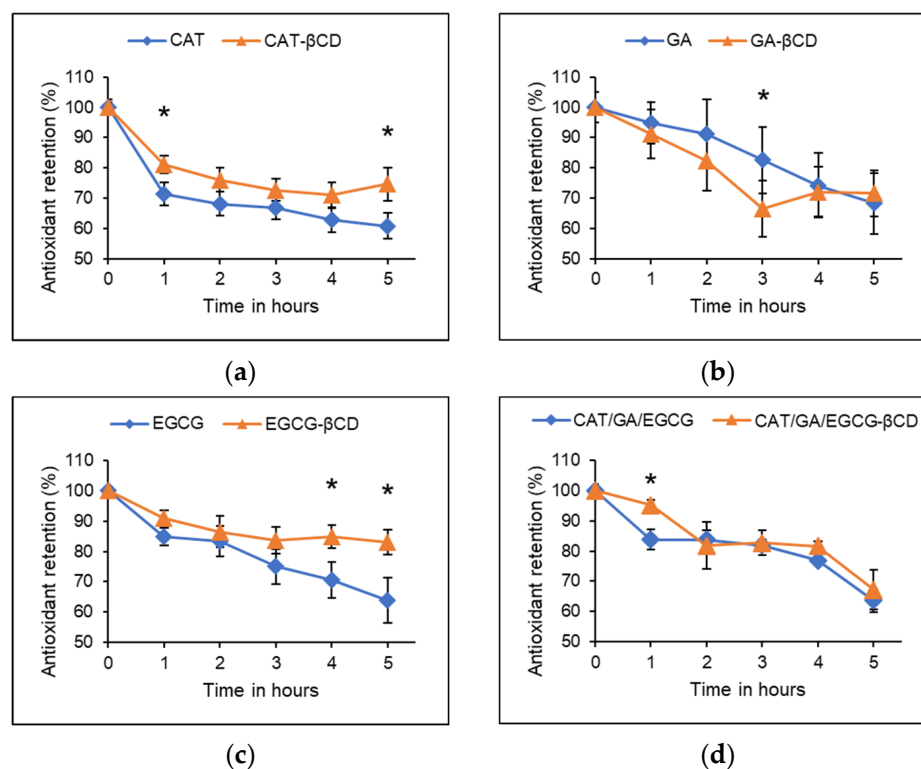 CAT CAT-βCD
Antioxidant retention (%)
110
100
90
80
70
60
50
* *
0 1 2 3 4 5
Time in hours
(a)
GA GA-βCD
Antioxidant retention (%)
110
100
90
80
70
60
50
*
0 1 2 3 4 5
Time in hours
(b)
EGCG EGCG-βCD
Antioxidant retention (%)
110
100
90
80
70
60
50
* *
0 1 2 3 4 5
Time in hours
(c)
CAT/GA/EGCG CAT/GA/EGCG-βCD
Antioxidant retention (%)
110
100
90
80
70
60
50
*
0 1 2 3 4 5
Time in hours
(d)